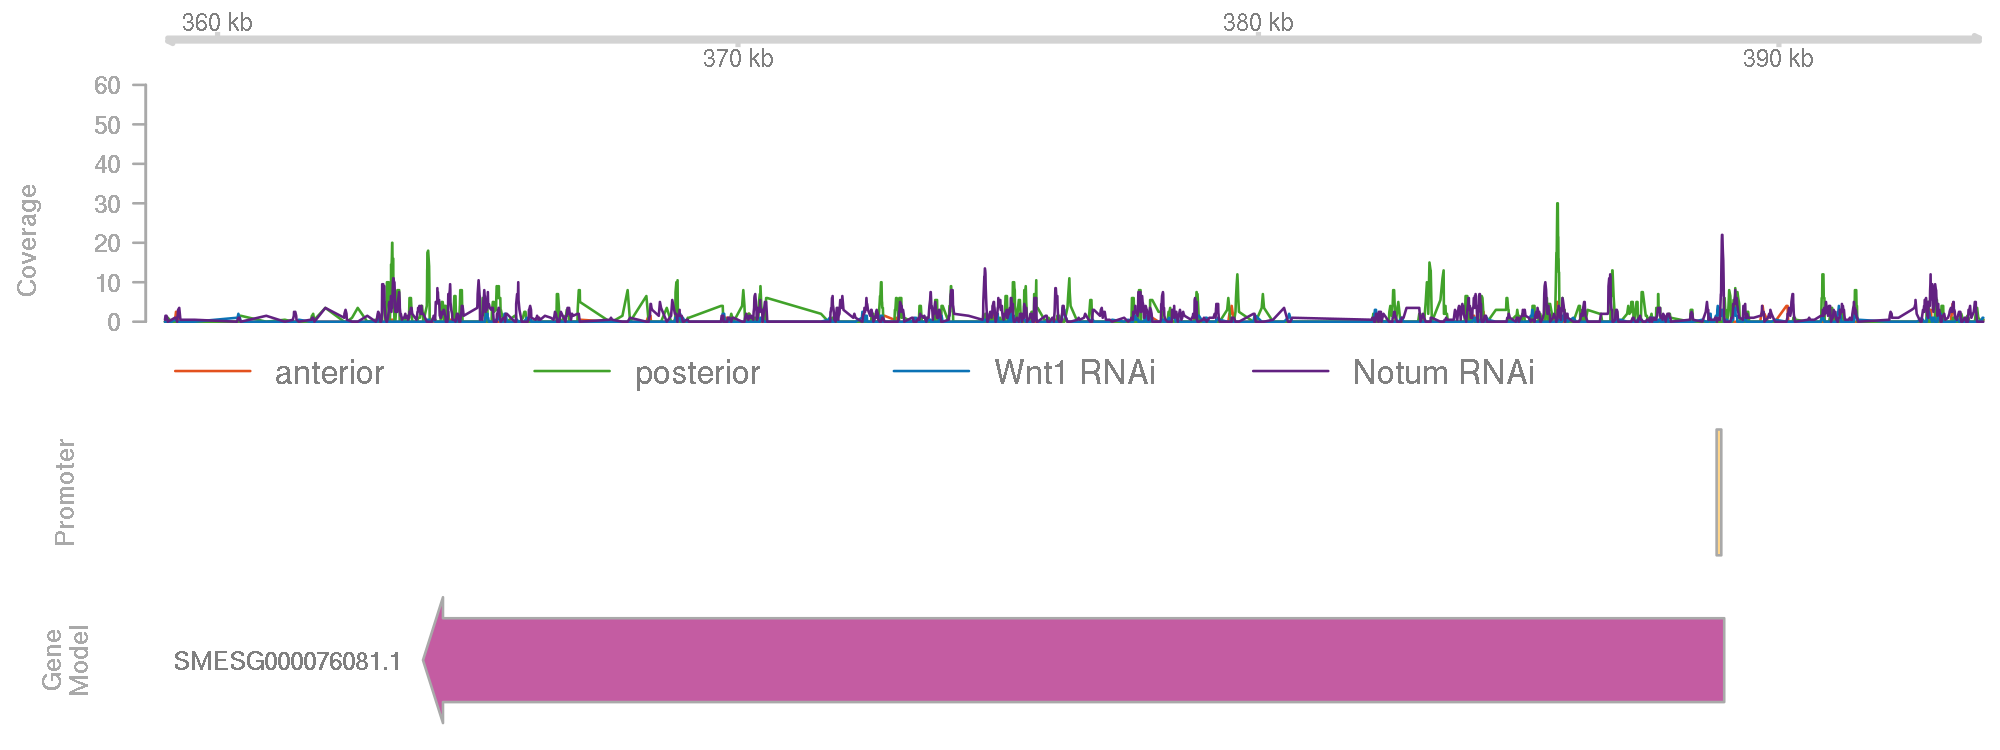 360 kb
380 kb
370 kb
390 kb
60
50
40
30
20
10
0
Coverage
anterior
posterior
Wnt1 RNAi
Notum RNAi
Promoter
Gene
Model
SMESG000076081.1